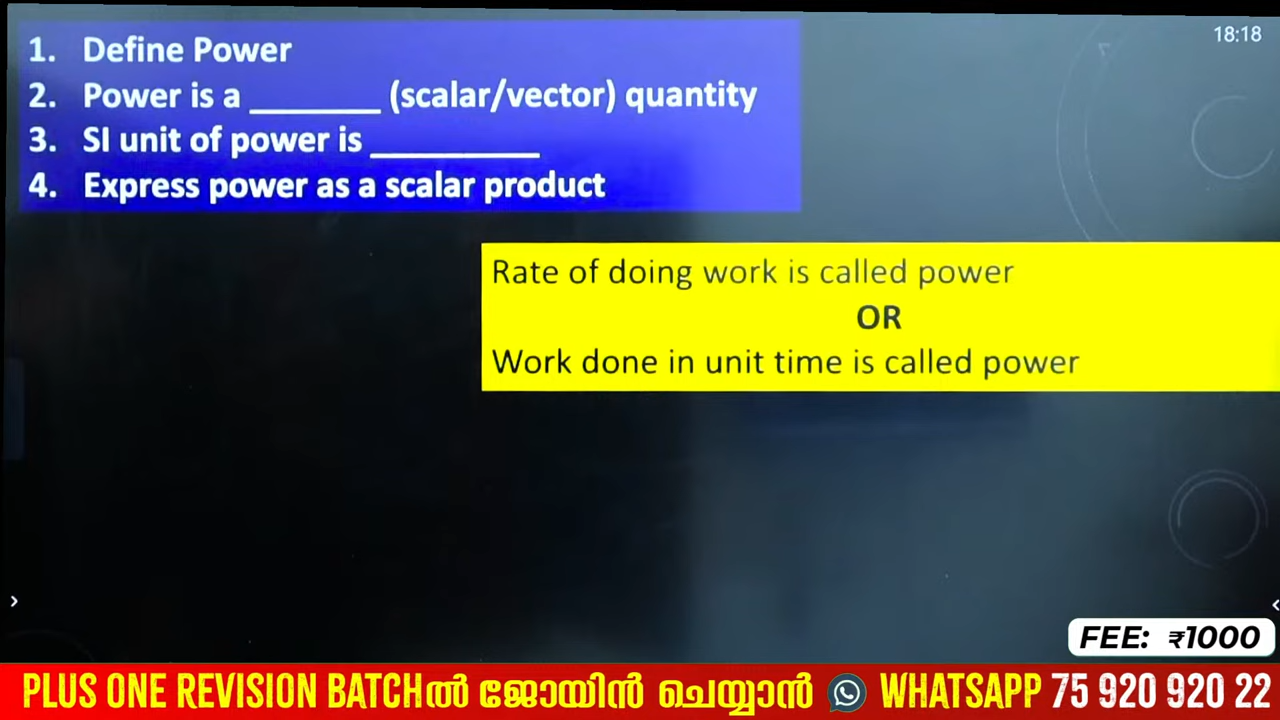 18:18
1. Define Power
2. Power is a ________ (scalar/vector) quantity
3. SI unit of power is __________
4. Express power as a scalar product
Rate of doing work is called power
OR
Work done in unit time is called power
FEE: ₹1000
PLUS ONE REVISION BATCHൽ ജോയിൻ ചെയ്യാൻ WHATSAPP 75 920 920 22